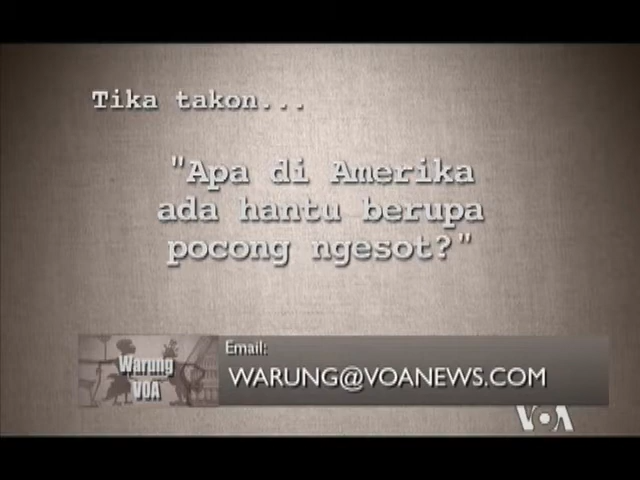 Tika takon...
"Apa di Amerika
ada hantu berupa
pocong ngesot?"
Warung
VOA
Email:
WARUNG@VOANEWS.COM
VOA